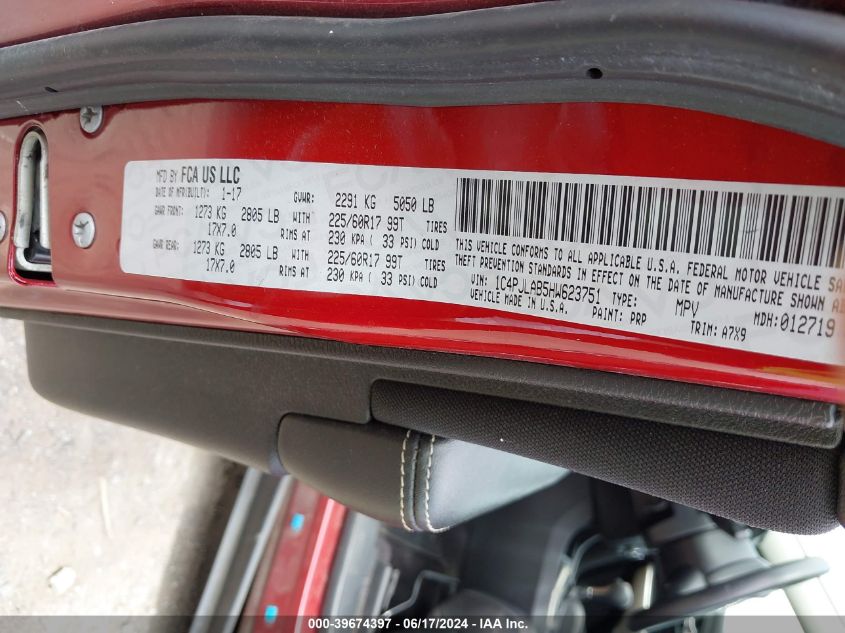 MFD BY FCA US LLC
DATE OF MFR(BUILT): 1-17 GVWR: 2291 KG 5050 LB
GAWR FRONT: 1273 KG 2805 LB WITH 225/60R17 99T TIRES
17X7.0 RIMS AT 230 KPA ( 33 PSI) COLD
GAWR REAR: 1273 KG 2805 LB WITH 225/60R17 99T TIRES
17X7.0 RIMS AT 230 KPA ( 33 PSI) COLD
THIS VEHICLE CONFORMS TO ALL APPLICABLE U.S.A. FEDERAL MOTOR VEHICLE
THEFT PREVENTION STANDARDS IN EFFECT ON THE DATE OF MANUFACTURE SHOWN
VIN: 1C4PJLAB5HW623751 TYPE: MPV MDH:012719
VEHICLE MADE IN U.S.A. PAINT: PRP TRIM: A7X9
000-39674397 - 06/17/2024 - IAA Inc.